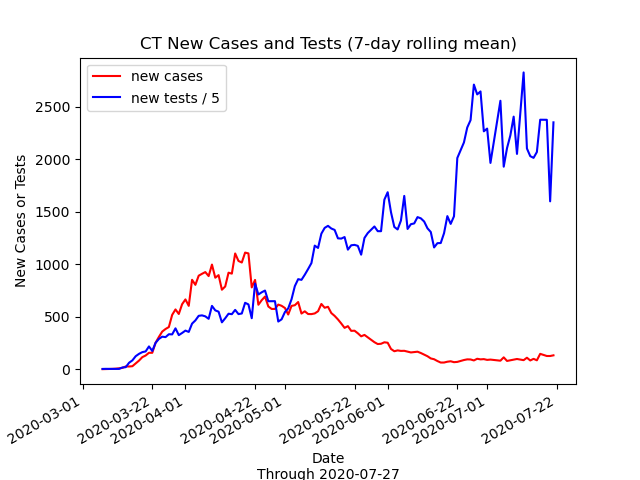 CT New Cases and Tests (7-day rolling mean)
new cases
new tests / 5
New Cases or Tests
2500
2000
1500
1000
500
0
2020-03-01
2020-03-22
2020-04-01
2020-04-22
2020-05-01
2020-05-22
2020-06-01
2020-06-22
2020-07-01
2020-07-22
Date
Through 2020-07-27